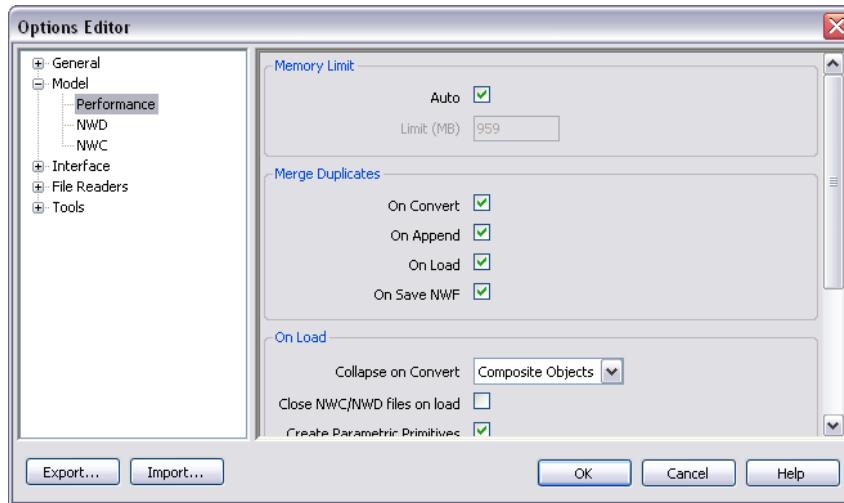 Options Editor
General
Model
Performance
NWD
NWC
Interface
File Readers
Tools
Memory Limit
Auto
Limit (MB) 959
Merge Duplicates
On Convert
On Append
On Load
On Save NWF
On Load
Collapse on Convert Composite Objects
Close NWC/NWD files on load
Create Parametric Primitives
Export... Import... OK Cancel Help